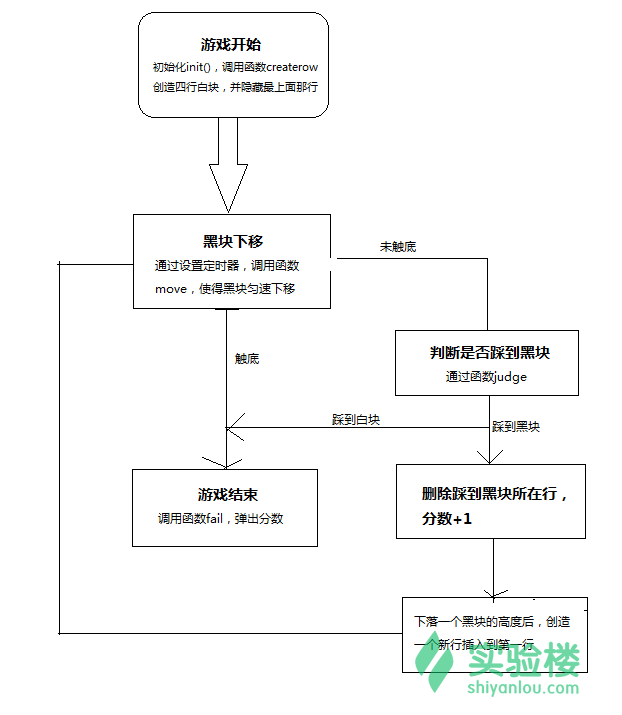 游戏开始
初始化init()，调用函数createrow
创造四行白块，并隐藏最上面那行
黑块下移
通过设置定时器，调用函数
move，使得黑块匀速下移
未触底
判断是否踩到黑块
通过函数judge
触底
踩到白块
踩到黑块
游戏结束
调用函数fail，弹出分数
删除踩到黑块所在行，
分数+1
下落一个黑块的高度后，创造
一个新行插入到第一行
实验楼
shiyanlou.com